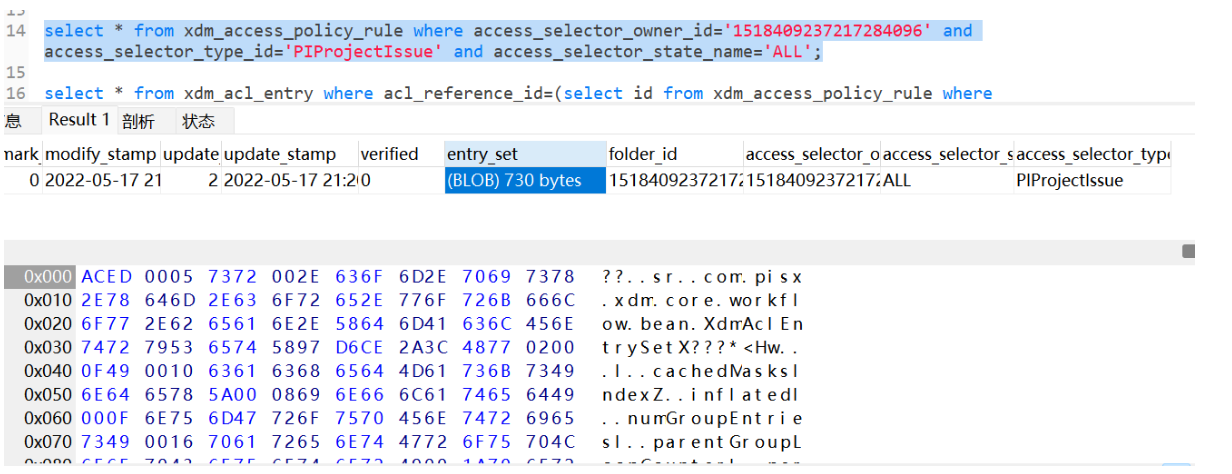 14 select * from xdm_access_policy_rule where access_selector_owner_id='1518409237217284096' and
access_selector_type_id='PIProjectIssue' and access_selector_state_name='ALL';
15
16 select * from xdm_acl_entry where acl_reference_id=(select id from xdm_access_policy_rule where
息 Result 1 剖析 状态
mark modify_stamp update update_stamp verified entry_set folder_id access_selector_o access_selector_s access_selector_type
0 2022-05-17 21 2 2022-05-17 21:2 0 (BLOB) 730 bytes 15184092372172 15184092372172 ALL PIProjectIssue
0x000 ACED 0005 7372 002E 636F 6D2E 7069 7378 ??..sr..com.pisx
0x010 2E78 646D 2E63 6F72 652E 776F 726B 666C .xdm.core.workfl
0x020 6F77 2E62 6561 6E2E 5864 6D41 636C 456E ow.bean.XdmAclEn
0x030 7472 7953 6574 5897 D6CE 2A3C 4877 0200 trySetX???*<Hw..
0x040 0F49 0010 6361 6368 6564 4D61 736B 7349 .I..cachedMasksI
0x050 6E64 6578 5A00 0869 6E66 6C61 7465 6449 ndexZ..inflatedI
0x060 000F 6E75 6D47 726F 7570 456E 7472 6965 ..numGroupEntrie
0x070 7349 0016 7061 7265 6E74 4772 6F75 704C sI..parentGroupL